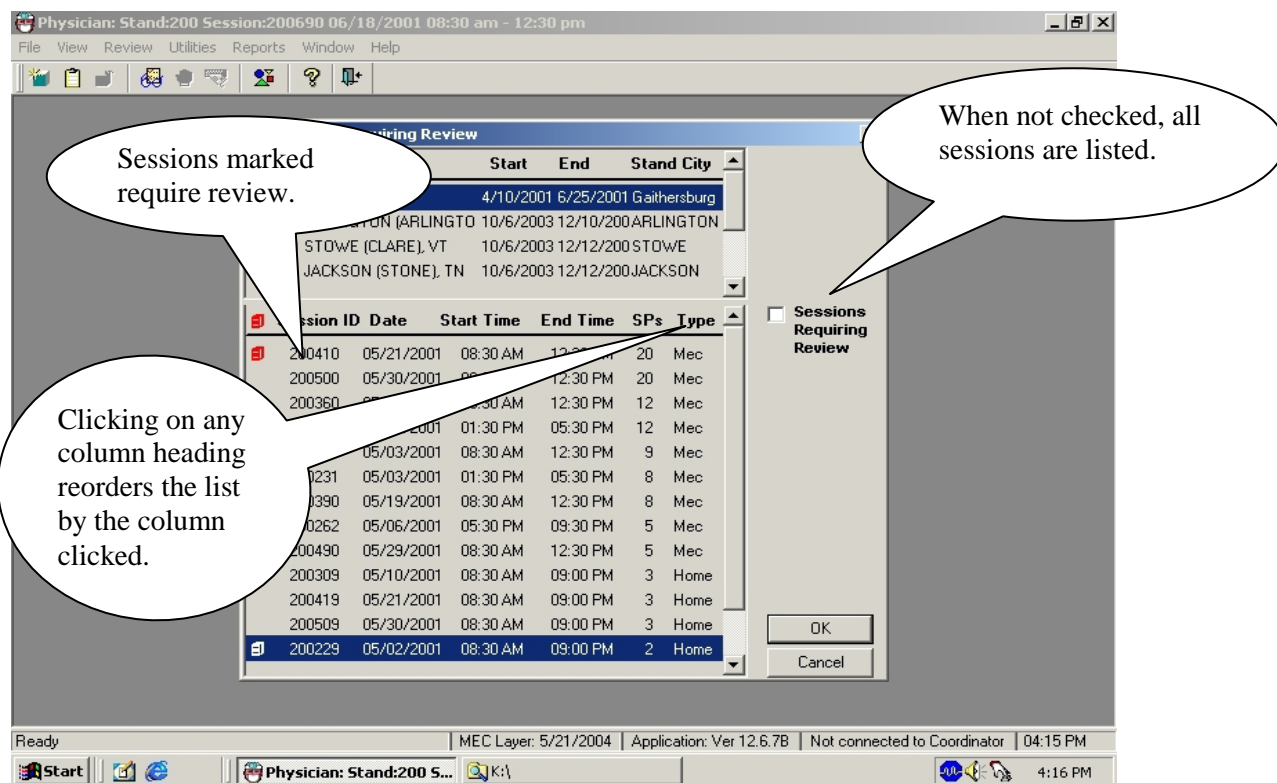 Physician: Stand:200 Session:200690 06/18/2001 08:30 am - 12:30 pm
File View Review Utilities Reports Window Help
When not checked, all
sessions are listed.
Sessions marked
require review.
Review
Start End Stand City
4/10/2001 6/25/2001 Gaithersburg
(ARLINGTO 10/6/2003 12/10/200 ARLINGTON
STOWE (CLARE), VT 10/6/2003 12/12/200 STOWE
JACKSON (STONE), TN 10/6/2003 12/12/200 JACKSON
ID Date Start Time End Time SPs Type
Sessions
Requiring
Review
200410 05/21/2001 08:30 AM 20 Mec
200500 05/30/2001 12:30 PM 20 Mec
200360 12:30 PM 12 Mec
01:30 PM 05:30 PM 12 Mec
05/03/2001 08:30 AM 12:30 PM 9 Mec
05/03/2001 01:30 PM 05:30 PM 8 Mec
05/19/2001 08:30 AM 12:30 PM 8 Mec
05/06/2001 05:30 PM 09:30 PM 5 Mec
200490 05/29/2001 08:30 AM 12:30 PM 5 Mec
200309 05/10/2001 08:30 AM 09:00 PM 3 Home
200419 05/21/2001 08:30 AM 09:00 PM 3 Home
200509 05/30/2001 08:30 AM 09:00 PM 3 Home
200229 05/02/2001 08:30 AM 09:00 PM 2 Home
Clicking on any
column heading
reorders the list
by the column
clicked.
OK
Cancel
Ready MEC Layer: 5/21/2004 Application: Ver 12.6.7B Not connected to Coordinator 04:15 PM
Start Physician: Stand:200 S... K:\ 4:16 PM